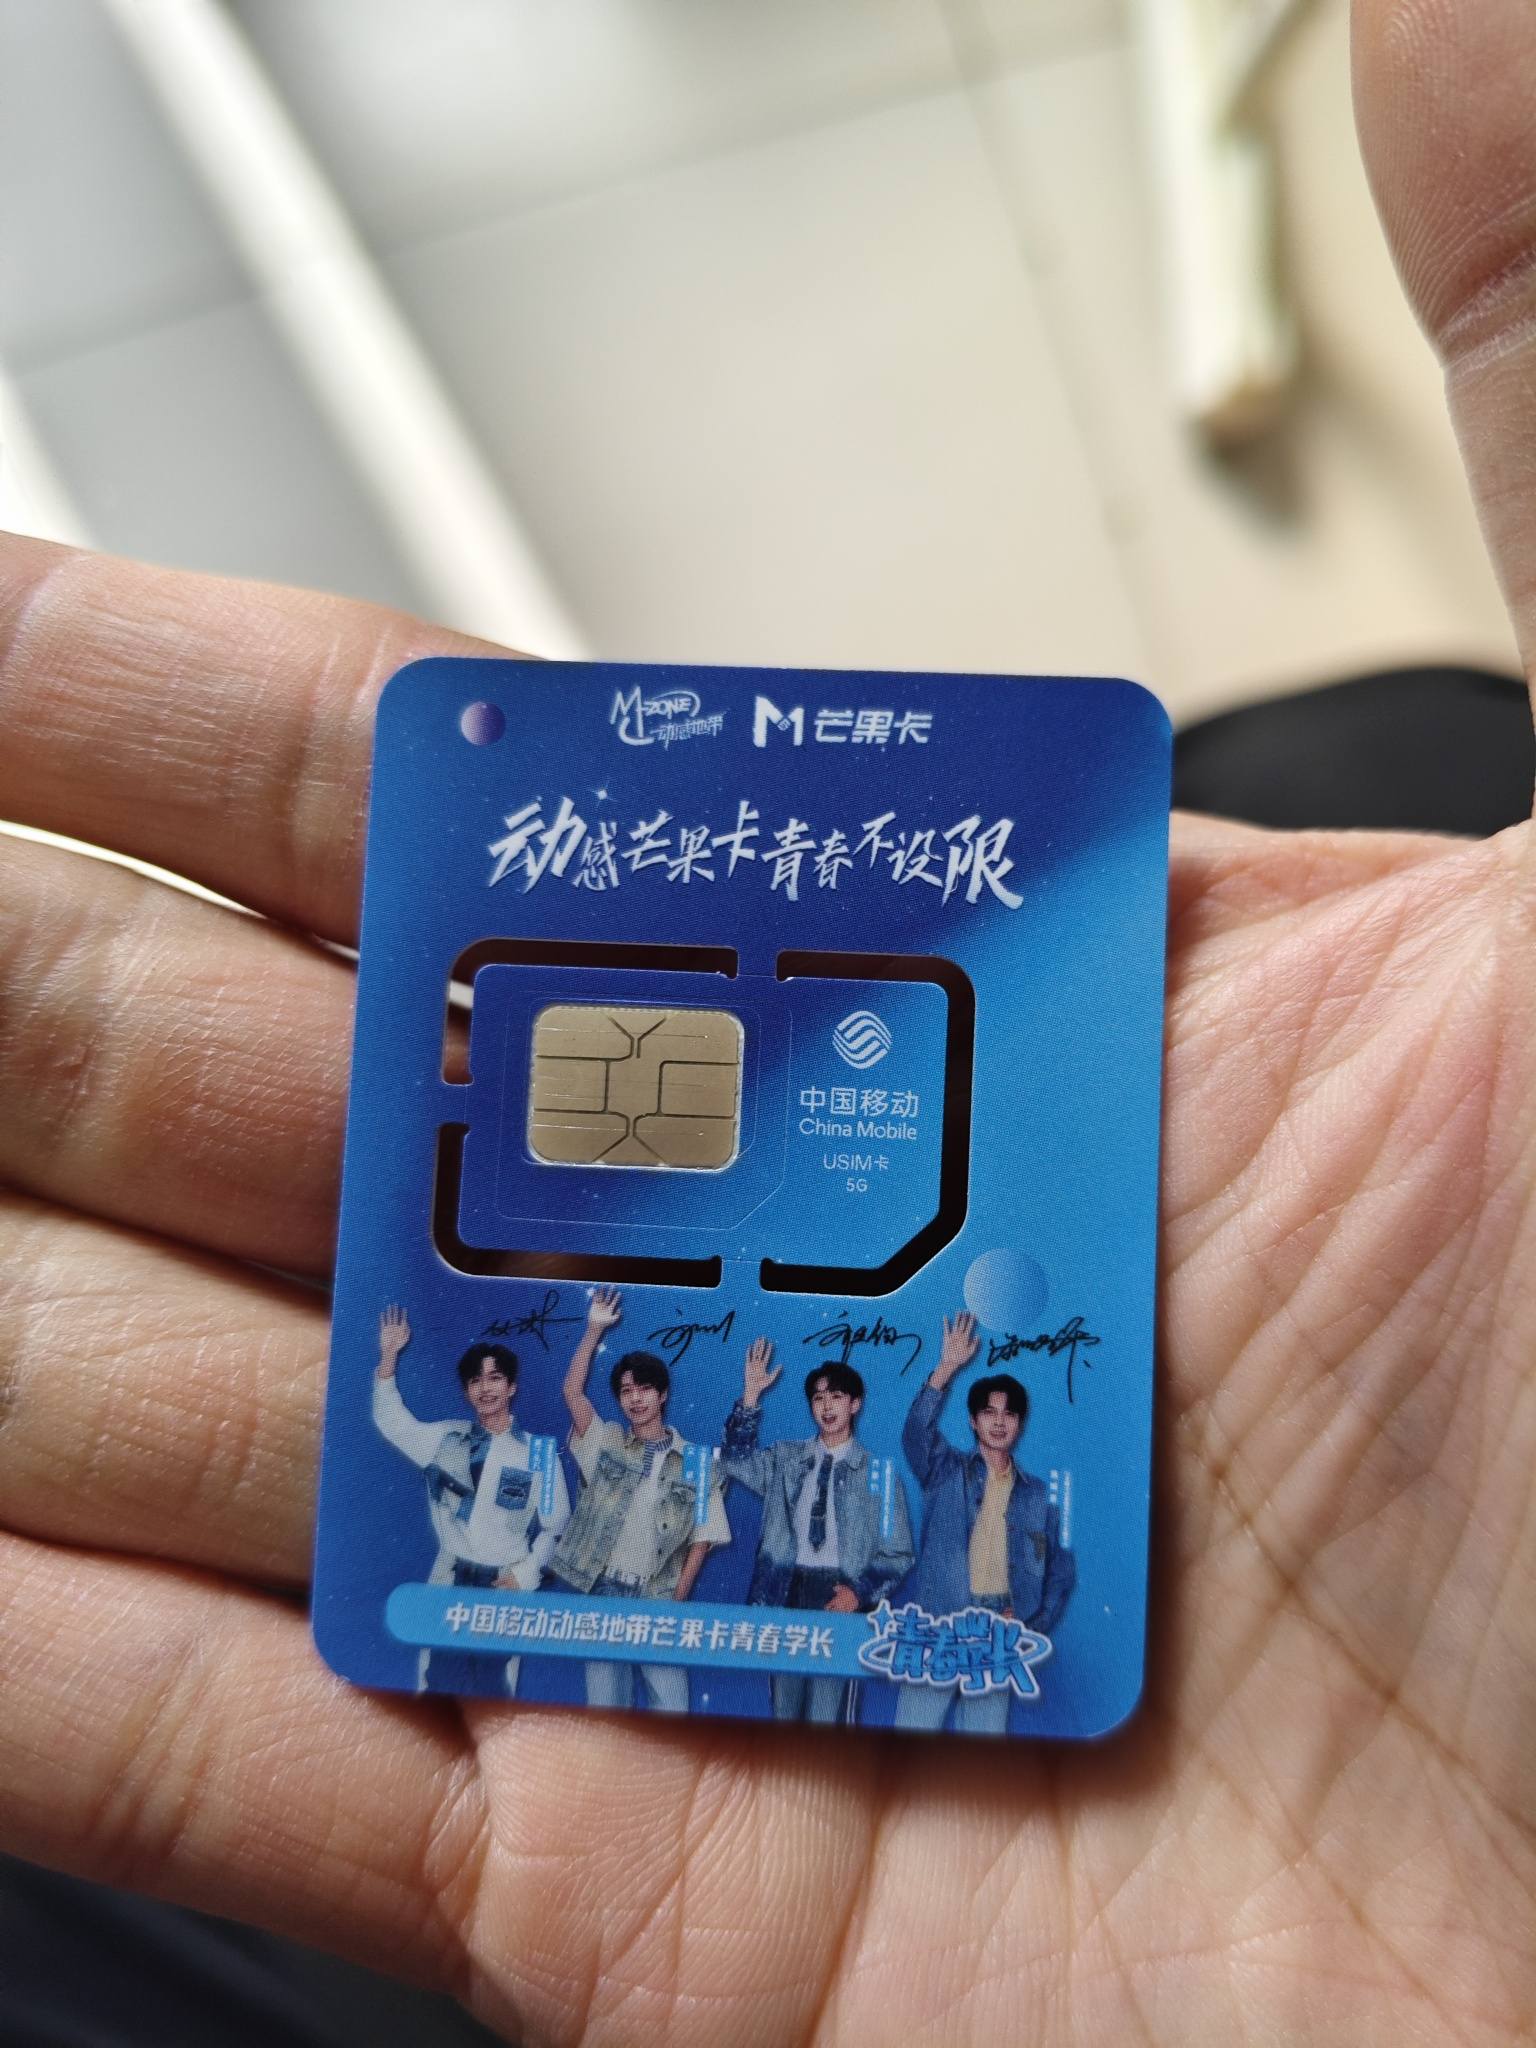 M-ZONE
动感地带
芒果卡
动感芒果卡青春不设限
中国移动
China Mobile
USIM卡
5G
中国移动动感地带芒果卡青春学长
青春学长